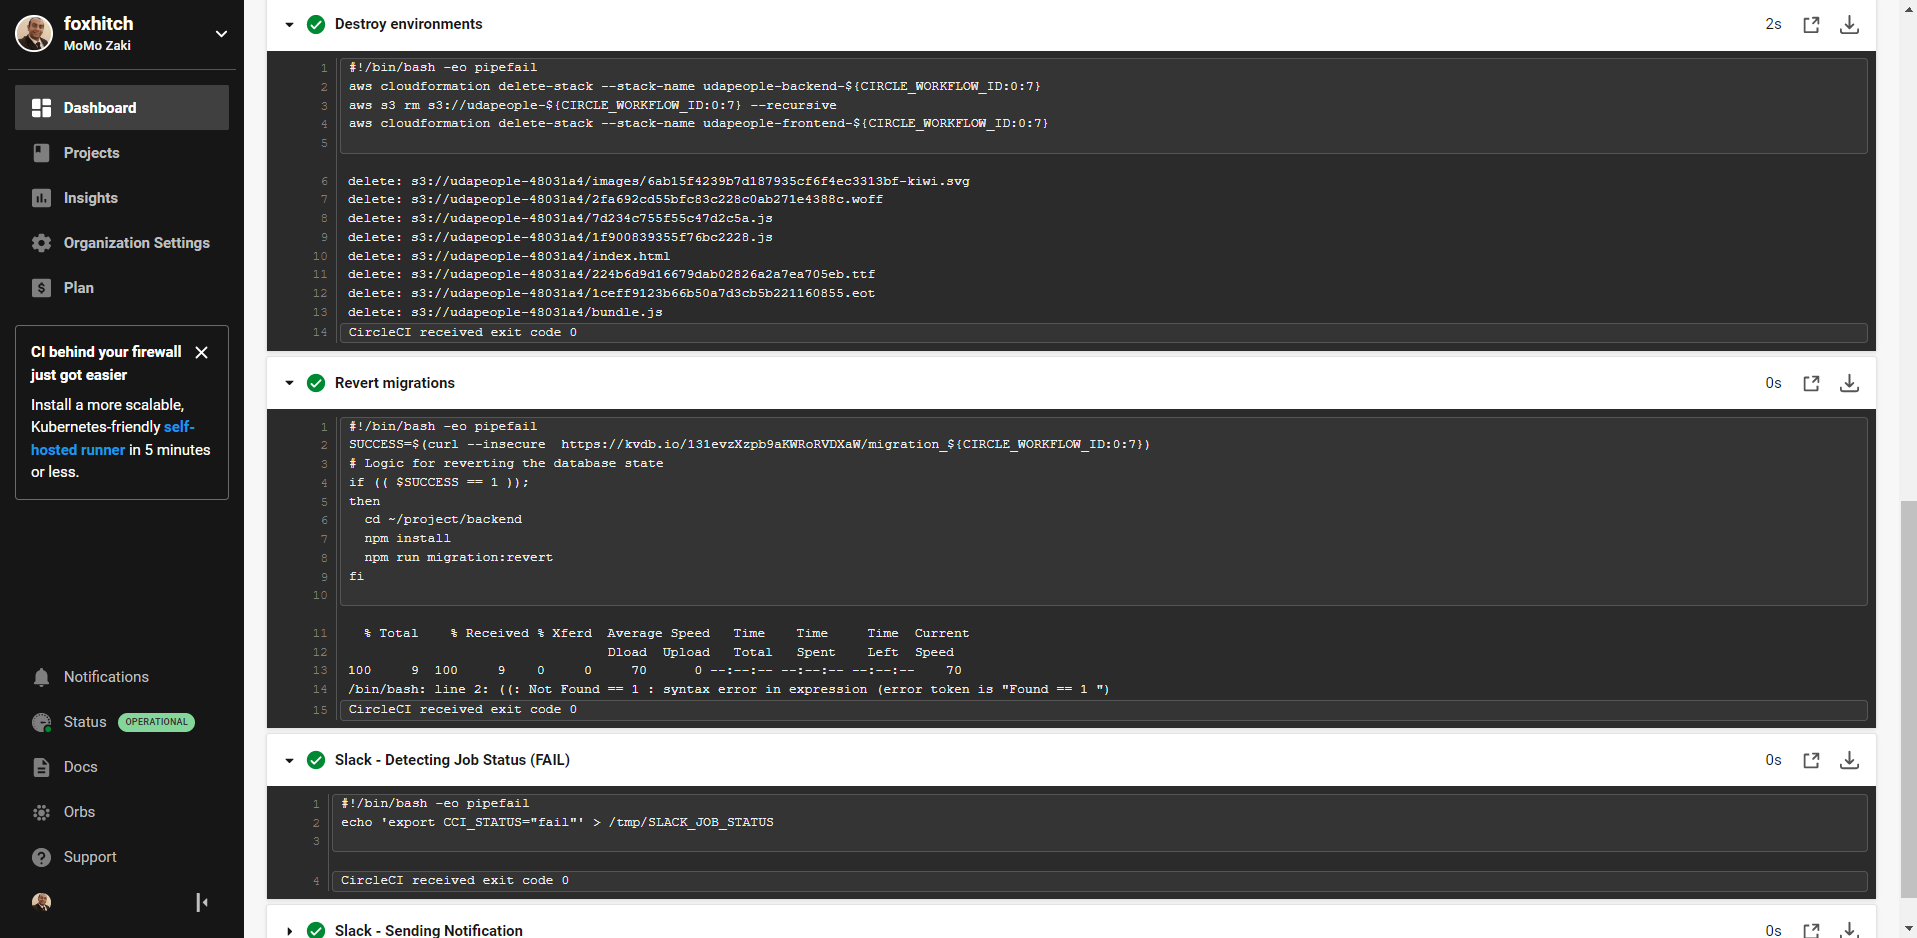 foxhitch
MoMo Zaki
Dashboard
Projects
Insights
Organization Settings
Plan
CI behind your firewall
just got easier
Install a more scalable,
Kubernetes-friendly self-
hosted runner in 5 minutes
or less.
Notifications
Status OPERATIONAL
Docs
Orbs
Support
Destroy environments 2s
1 #!/bin/bash -eo pipefail
2 aws cloudformation delete-stack --stack-name udapeople-backend-${CIRCLE_WORKFLOW_ID:0:7}
3 aws s3 rm s3://udapeople-${CIRCLE_WORKFLOW_ID:0:7} --recursive
4 aws cloudformation delete-stack --stack-name udapeople-frontend-${CIRCLE_WORKFLOW_ID:0:7}
5
6 delete: s3://udapeople-48031a4/images/6ab15f4239b7d187935cf6f4ec3313bf-kiwi.svg
7 delete: s3://udapeople-48031a4/2fa692cd55bfc83c228c0ab271e4388c.woff
8 delete: s3://udapeople-48031a4/7d234c755f55c47d2c5a.js
9 delete: s3://udapeople-48031a4/1f900839355f76bc2228.js
10 delete: s3://udapeople-48031a4/index.html
11 delete: s3://udapeople-48031a4/224b6d9d16679dab02826a2a7ea705eb.ttf
12 delete: s3://udapeople-48031a4/1ceff9123b66b50a7d3cb5b221160855.eot
13 delete: s3://udapeople-48031a4/bundle.js
14 CircleCI received exit code 0
Revert migrations 0s
1 #!/bin/bash -eo pipefail
2 SUCCESS=$(curl --insecure  https://kvdb.io/131evzXzpb9aKWRoRVDXaW/migration_${CIRCLE_WORKFLOW_ID:0:7})
3 # Logic for reverting the database state
4 if (( $SUCCESS == 1 ));
5 then
6   cd ~/project/backend
7   npm install
8   npm run migration:revert
9 fi
10
11   % Total    % Received % Xferd  Average Speed   Time    Time     Time  Current
12                                  Dload  Upload   Total   Spent    Left  Speed
13 100     9  100     9    0     0     70      0 --:--:-- --:--:-- --:--:--    70
14 /bin/bash: line 2: ((: Not Found == 1 : syntax error in expression (error token is "Found == 1 ")
15 CircleCI received exit code 0
Slack - Detecting Job Status (FAIL) 0s
1 #!/bin/bash -eo pipefail
2 echo 'export CCI_STATUS="fail"' > /tmp/SLACK_JOB_STATUS
3
4 CircleCI received exit code 0
Slack - Sending Notification 0s